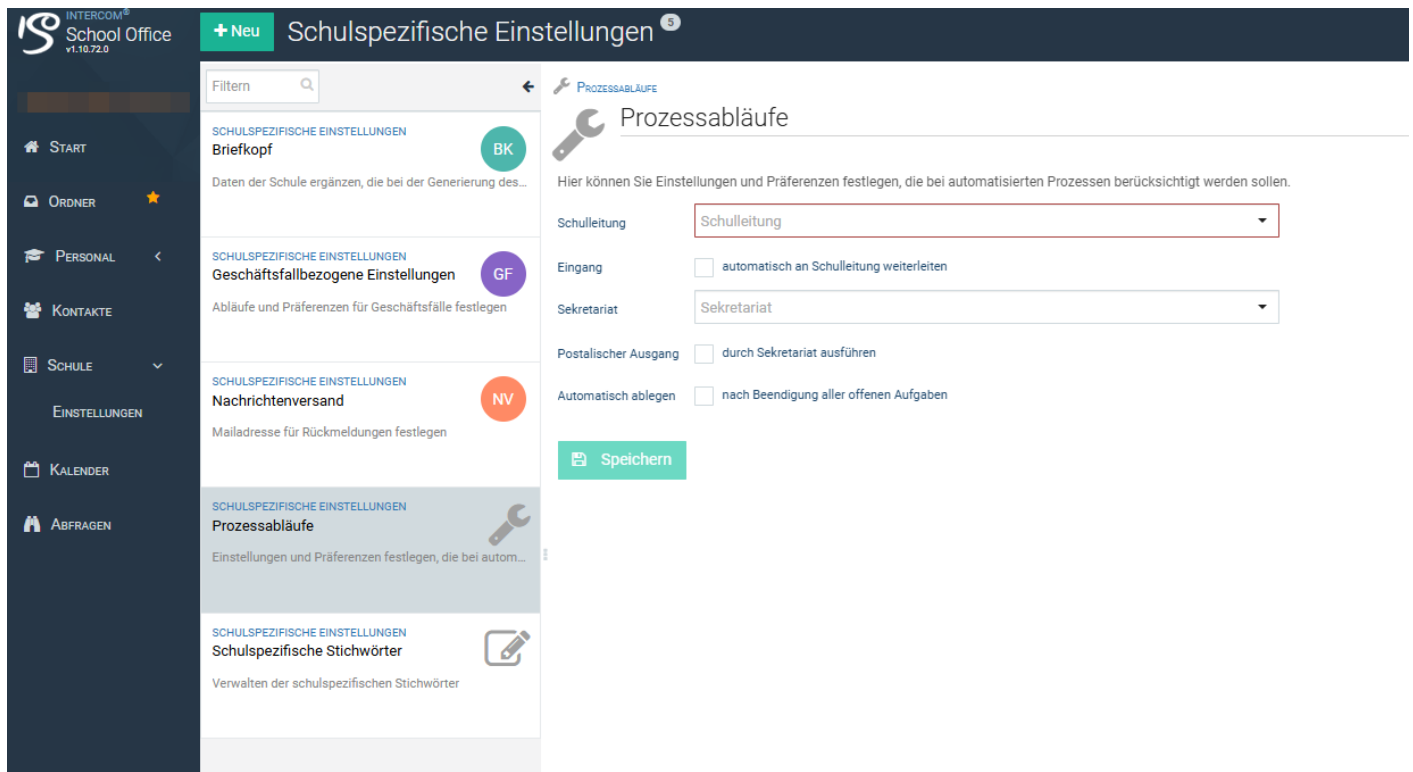 INTERCOM®
School Office
v1.10.72.0
Neu
Schulspezifische Einstellungen 5
Start
Ordner
Personal
Kontakte
Schule
Einstellungen
Kalender
Abfragen
Filtern
SCHULSPEZIFISCHE EINSTELLUNGEN
Briefkopf
BK
Daten der Schule ergänzen, die bei der Generierung des...
SCHULSPEZIFISCHE EINSTELLUNGEN
Geschäftsfallbezogene Einstellungen
GF
Abläufe und Präferenzen für Geschäftsfälle festlegen
SCHULSPEZIFISCHE EINSTELLUNGEN
Nachrichtenversand
NV
Mailadresse für Rückmeldungen festlegen
SCHULSPEZIFISCHE EINSTELLUNGEN
Prozessabläufe
Einstellungen und Präferenzen festlegen, die bei autom...
SCHULSPEZIFISCHE EINSTELLUNGEN
Schulspezifische Stichwörter
Verwalten der schulspezifischen Stichwörter
Prozessabläufe
Prozessabläufe
Hier können Sie Einstellungen und Präferenzen festlegen, die bei automatisierten Prozessen berücksichtigt werden sollen.
Schulleitung Schulleitung
Eingang automatisch an Schulleitung weiterleiten
Sekretariat Sekretariat
Postalischer Ausgang durch Sekretariat ausführen
Automatisch ablegen nach Beendigung aller offenen Aufgaben
Speichern